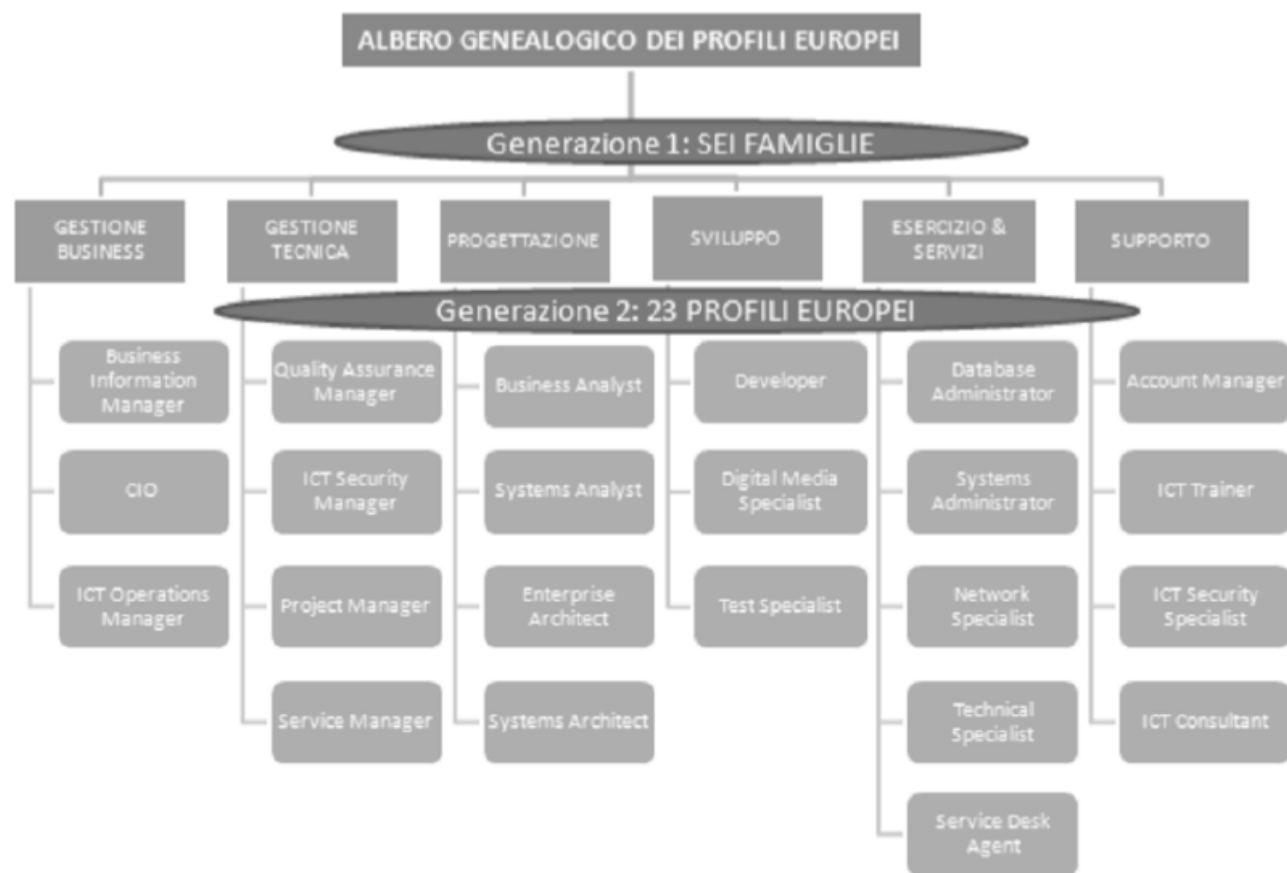 ALBERO GENEALOGICO DEI PROFILI EUROPEI
Generazione 1: SEI FAMIGLIE
GESTIONE
BUSINESS
GESTIONE
TECNICA
PROGETTAZIONE
SVILUPPO
ESERCIZIO &
SERVIZI
SUPPORTO
Generazione 2: 23 PROFILI EUROPEI
Business
Information
Manager
CIO
ICT Operations
Manager
Quality Assurance
Manager
ICT Security
Manager
Project Manager
Service Manager
Business Analyst
Systems Analyst
Enterprise
Architect
Systems Architect
Developer
Digital Media
Specialist
Test Specialist
Database
Administrator
Systems
Administrator
Network
Specialist
Technical
Specialist
Service Desk
Agent
Account Manager
ICT Trainer
ICT Security
Specialist
ICT Consultant